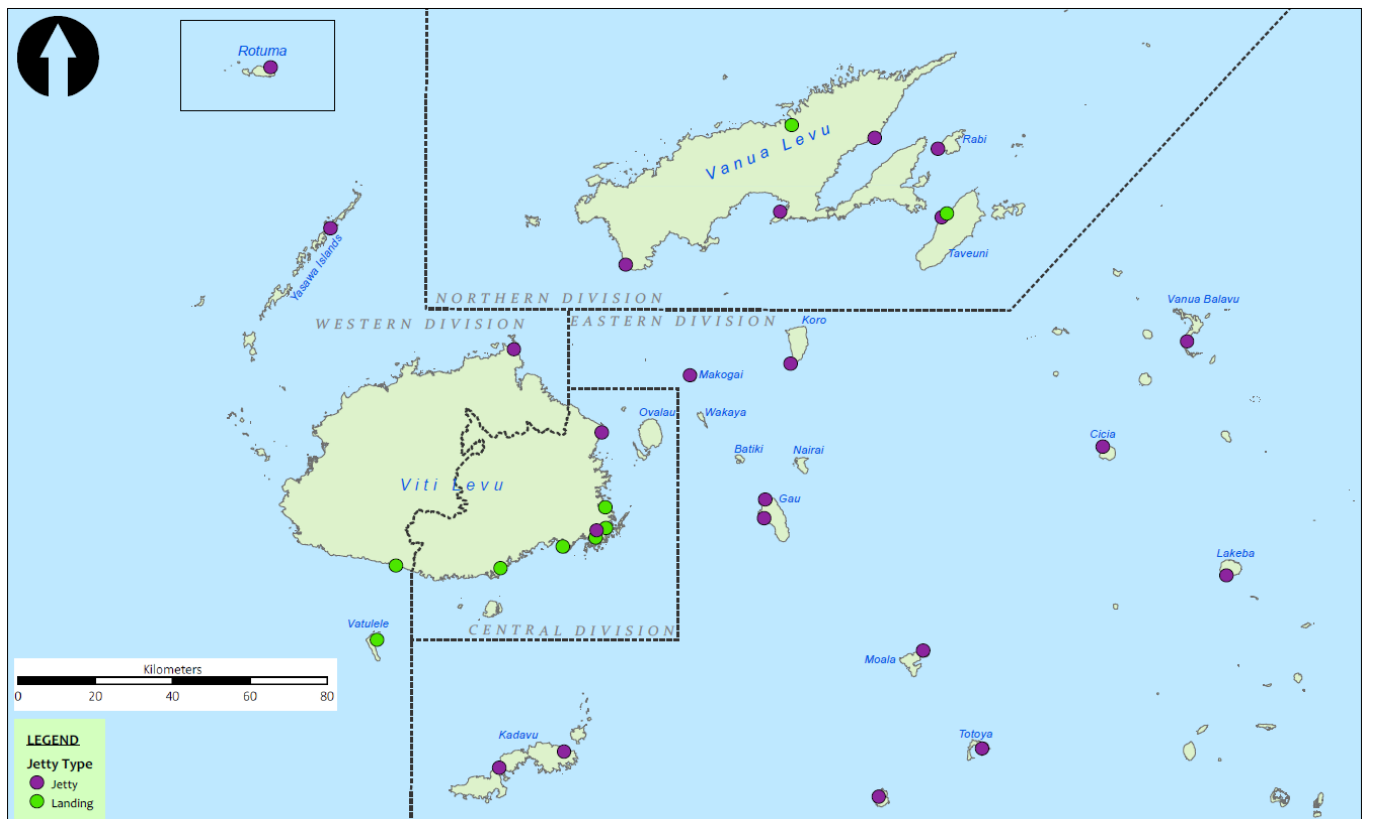 Rotuma
Vanua Levu
Rabi
Taveuni
Yasawa Islands
NORTHERN DIVISION
WESTERN DIVISION
EASTERN DIVISION
Vanua Balavu
Koro
Makogai
Ovalau
Wakaya
Batiki
Nairai
Cicia
Viti Levu
Gau
Lakeba
Vatulele
CENTRAL DIVISION
Moala
Kilometers
0 20 40 60 80
Kadavu
Totoya
LEGEND
Jetty Type
Jetty
Landing